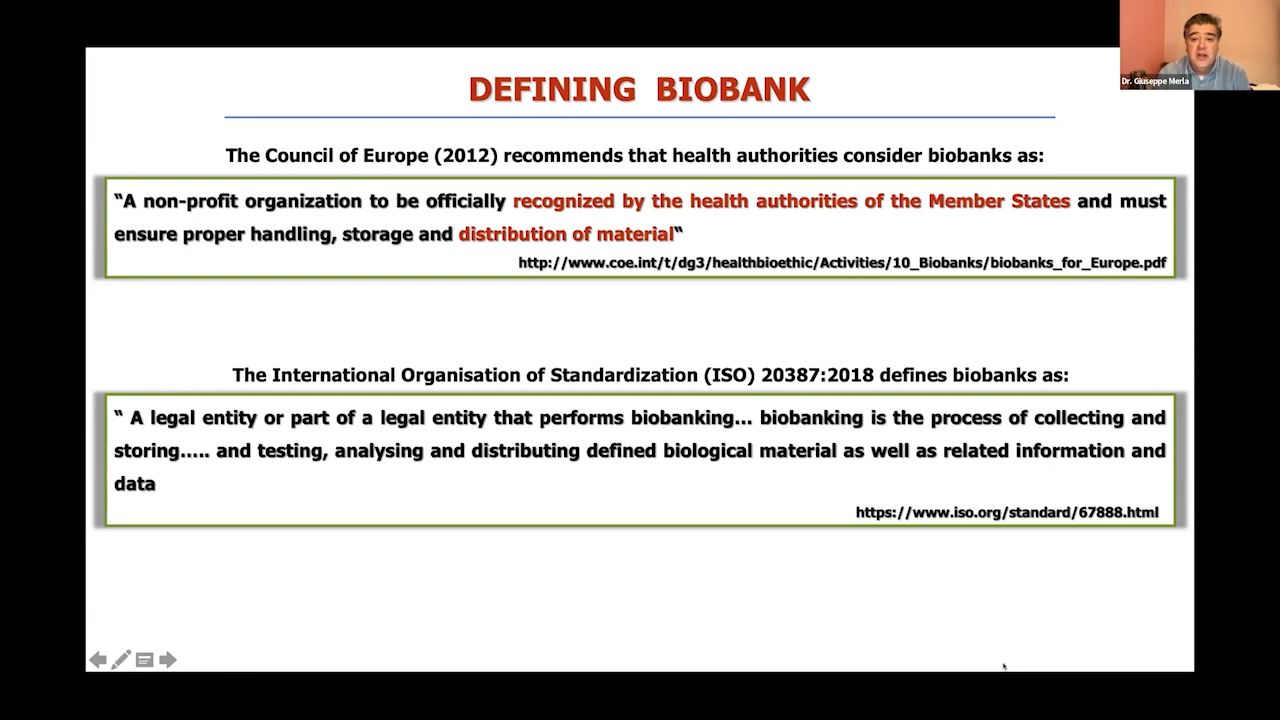 DEFINING BIOBANK
Dr. Giuseppe Merla
The Council of Europe (2012) recommends that health authorities consider biobanks as:
“A non-profit organization to be officially recognized by the health authorities of the Member States and must
ensure proper handling, storage and distribution of material“
http://www.coe.int/t/dg3/healthbioethic/Activities/10_Biobanks/biobanks_for_Europe.pdf
The International Organisation of Standardization (ISO) 20387:2018 defines biobanks as:
“ A legal entity or part of a legal entity that performs biobanking... biobanking is the process of collecting and
storing..... and testing, analysing and distributing defined biological material as well as related information and
data
https://www.iso.org/standard/67888.html